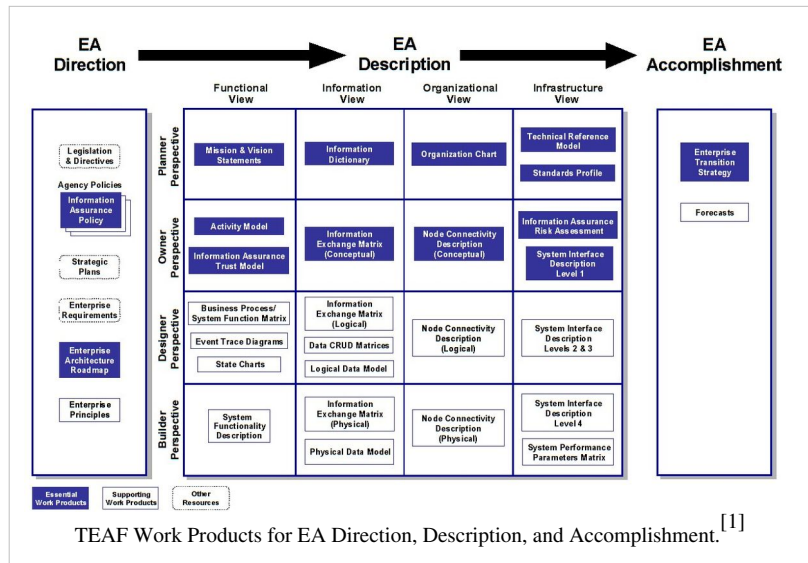 EA
Direction
EA
Description
EA
Accomplishment
Functional
View
Information
View
Organizational
View
Infrastructure
View
Legislation
& Directives
Agency Policies
Information
Assurance
Policy
Strategic
Plans
Enterprise
Requirements
Enterprise
Architecture
Roadmap
Enterprise
Principles
Planner
Perspective
Mission & Vision
Statements
Information
Dictionary
Organization Chart
Technical Reference
Model
Standards Profile
Owner
Perspective
Activity Model
Information Assurance
Trust Model
Information
Exchange Matrix
(Conceptual)
Node Connectivity
Description
(Conceptual)
Information Assurance
Risk Assessment
System Interface
Description
Level 1
Designer
Perspective
Business Process/
System Function Matrix
Event Trace Diagrams
State Charts
Information
Exchange Matrix
(Logical)
Data CRUD Matrices
Logical Data Model
Node Connectivity
Description
(Logical)
System Interface
Description
Levels 2 & 3
Builder
Perspective
System
Functionality
Description
Information
Exchange Matrix
(Physical)
Physical Data Model
Node Connectivity
Description
(Physical)
System Interface
Description
Level 4
System Performance
Parameters Matrix
Enterprise
Transition
Strategy
Forecasts
Essential
Work Products
Supporting
Work Products
Other
Resources
TEAF Work Products for EA Direction, Description, and Accomplishment.[1]